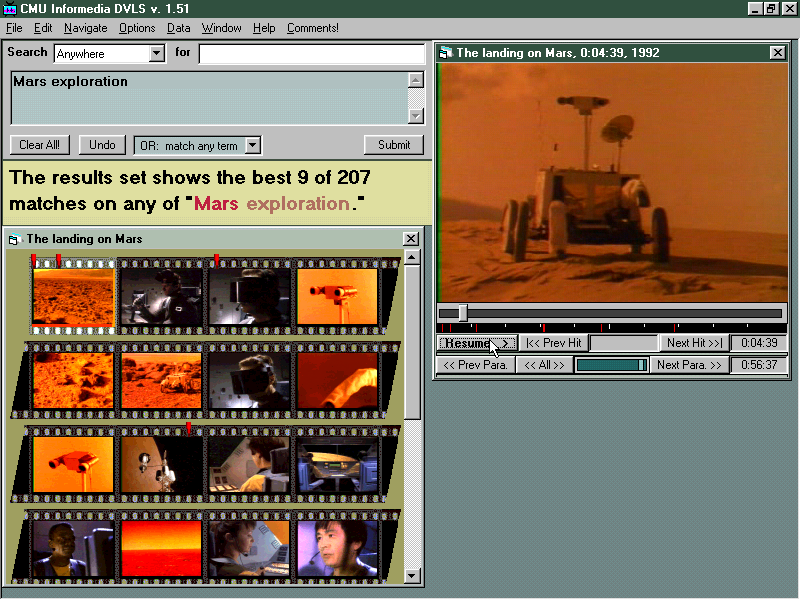 CMU Informedia DVLS v. 1.51
File Edit Navigate Options Data Window Help Comments!
Search Anywhere for
Mars exploration
Clear All! Undo OR: match any term Submit
The results set shows the best 9 of 207
matches on any of "Mars exploration."
The landing on Mars
The landing on Mars, 0:04:39, 1992
Resume > |<< Prev Hit Next Hit >>| 0:04:39
<< Prev Para. << All >> Next Para. >> 0:56:37